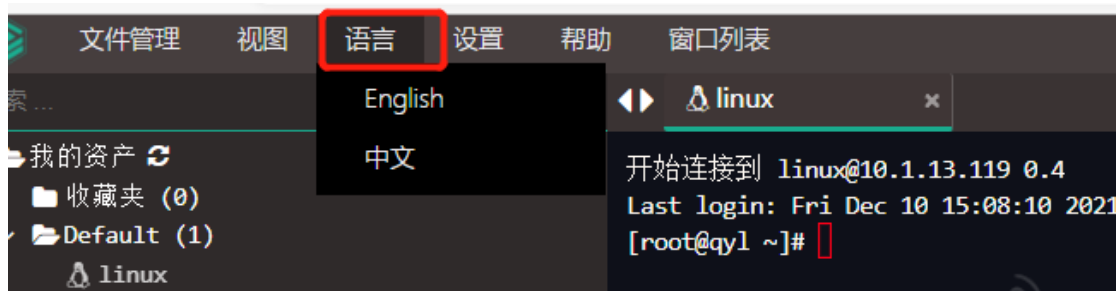 文件管理 视图 语言 设置 帮助 窗口列表
索...
English
中文
linux
我的资产
收藏夹 (0)
Default (1)
linux
开始连接到 linux@10.1.13.119 0.4
Last login: Fri Dec 10 15:08:10 2021
[root@qyl ~]#